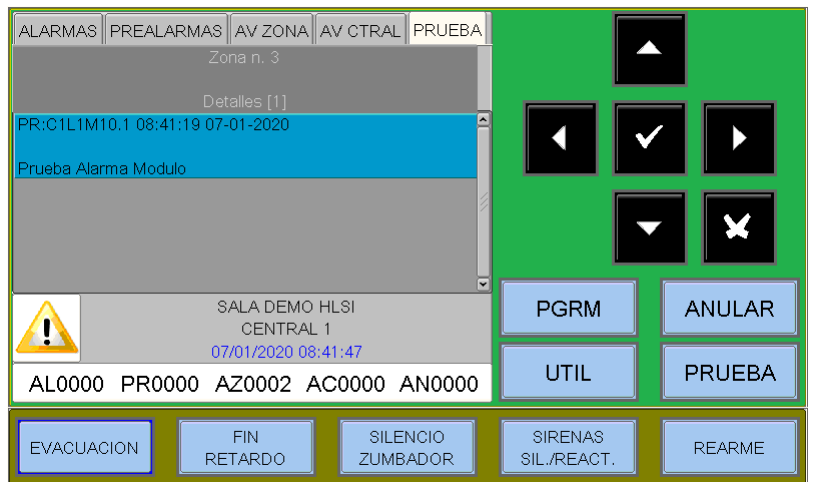 ALARMAS PREALARMAS AV ZONA AV CTRAL PRUEBA
Zona n. 3
Detalles [1]
PR:C1L1M10.1 08:41:19 07-01-2020
Prueba Alarma Modulo
SALA DEMO HLSI
CENTRAL 1
07/01/2020 08:41:47
AL0000 PR0000 AZ0002 AC0000 AN0000
PGRM ANULAR
UTIL PRUEBA
EVACUACION
FIN
RETARDO
SILENCIO
ZUMBADOR
SIRENAS
SIL./REACT.
REARME